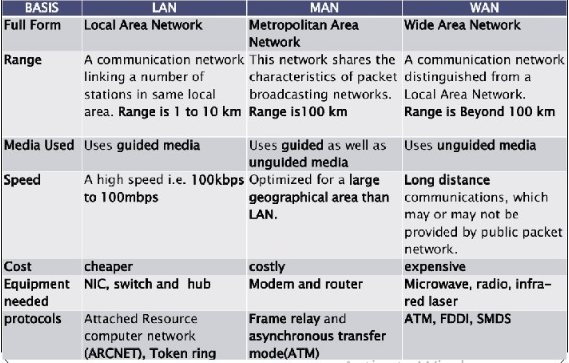 BASIS LAN MAN WAN
Full Form Local Area Network Metropolitan Area Wide Area Network
Network
Range A communication network This network shares the A communication network
linking a number of characteristics of packet distinguished from a
stations in same local broadcasting networks. Local Area Network.
area. Range is 1 to 10 km Range is100 km Range is Beyond 100 km
Media Used Uses guided media Uses guided as well as Uses unguided media
unguided media
Speed A high speed i.e. 100kbps Optimized for a large Long distance
to 100mbps geographical area than communications, which
LAN. may or may not be
provided by public packet
network.
Cost cheaper costly expensive
Equipment NIC, switch and hub Modem and router Microwave, radio, infra-
needed red laser
protocols Attached Resource Frame relay and ATM, FDDI, SMDS
computer network asynchronous transfer
(ARCNET), Token ring mode(ATM)